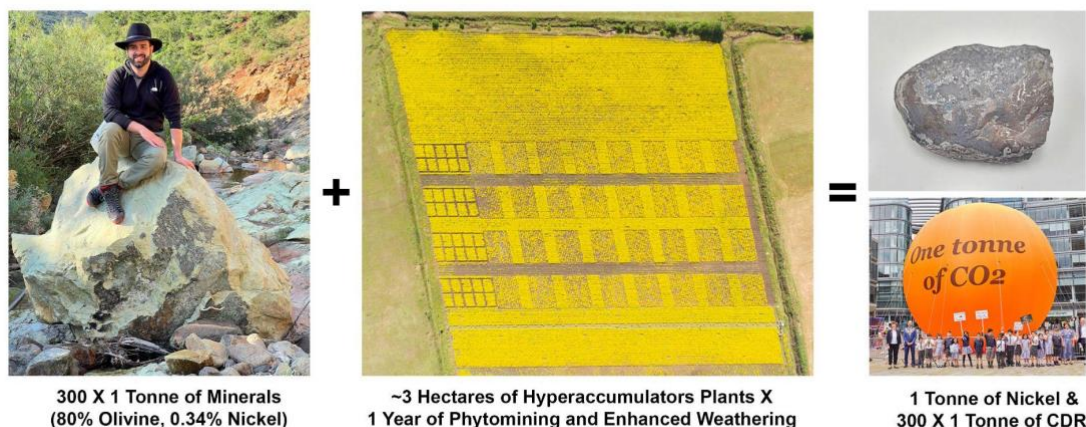 +
=
One tonne
of CO2
300 X 1 Tonne of Minerals
(80% Olivine, 0.34% Nickel)
~3 Hectares of Hyperaccumulators Plants X
1 Year of Phytomining and Enhanced Weathering
1 Tonne of Nickel &
300 X 1 Tonne of CDR